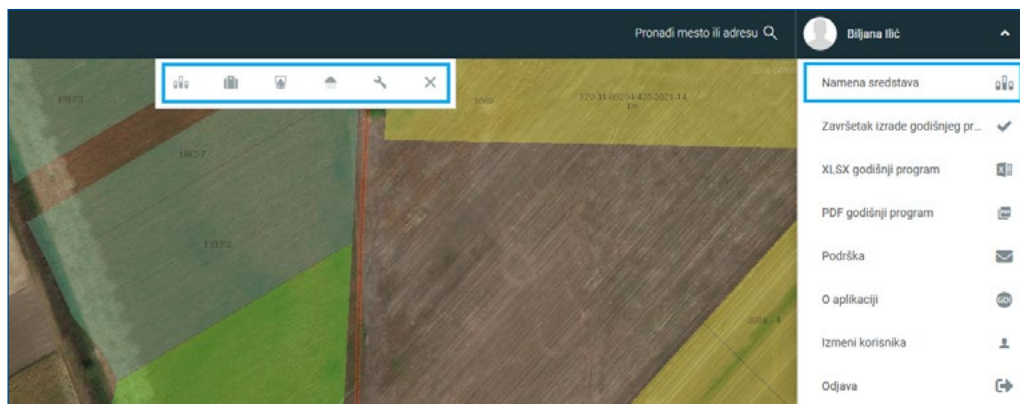 Pronađi mesto ili adresu
Biljana Ilić
Namena sredstava
Završetak izrade godišnjeg pr...
XLSX godišnji program
PDF godišnji program
Podrška
O aplikaciji
GDi
Izmeni korisnika
Odjava